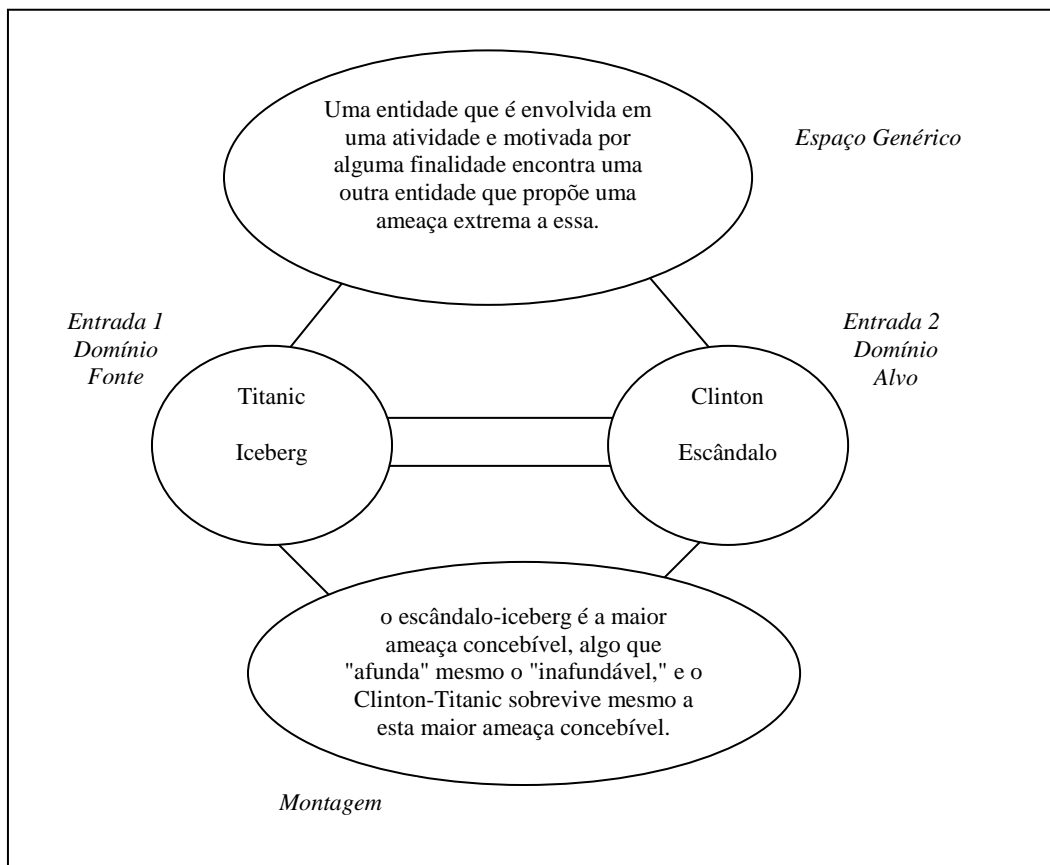 Uma entidade que é envolvida em
uma atividade e motivada por
alguma finalidade encontra uma
outra entidade que propõe uma
ameaça extrema a essa.
Espaço Genérico
Entrada 1
Domínio
Fonte
Entrada 2
Domínio
Alvo
Titanic
Iceberg
Clinton
Escândalo
o escândalo-iceberg é a maior
ameaça concebível, algo que
"afunda" mesmo o "inafundável," e o
Clinton-Titanic sobrevive mesmo a
esta maior ameaça concebível.
Montagem